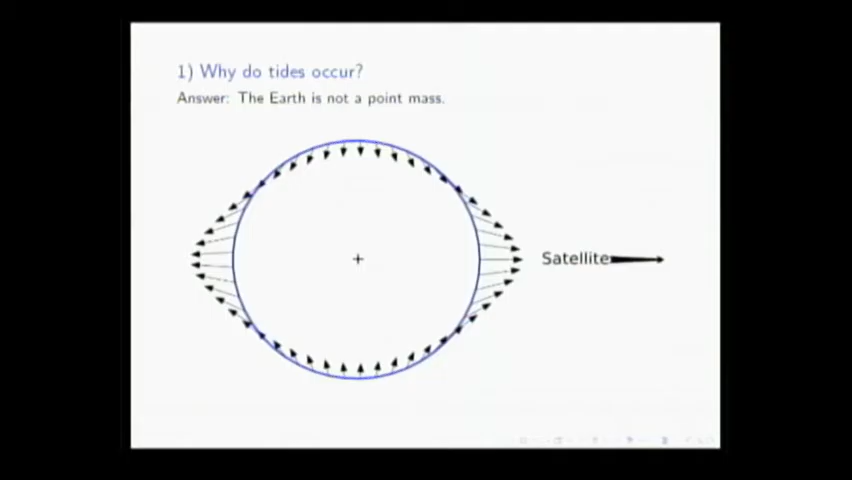 1) Why do tides occur?
Answer: The Earth is not a point mass.
Satellite